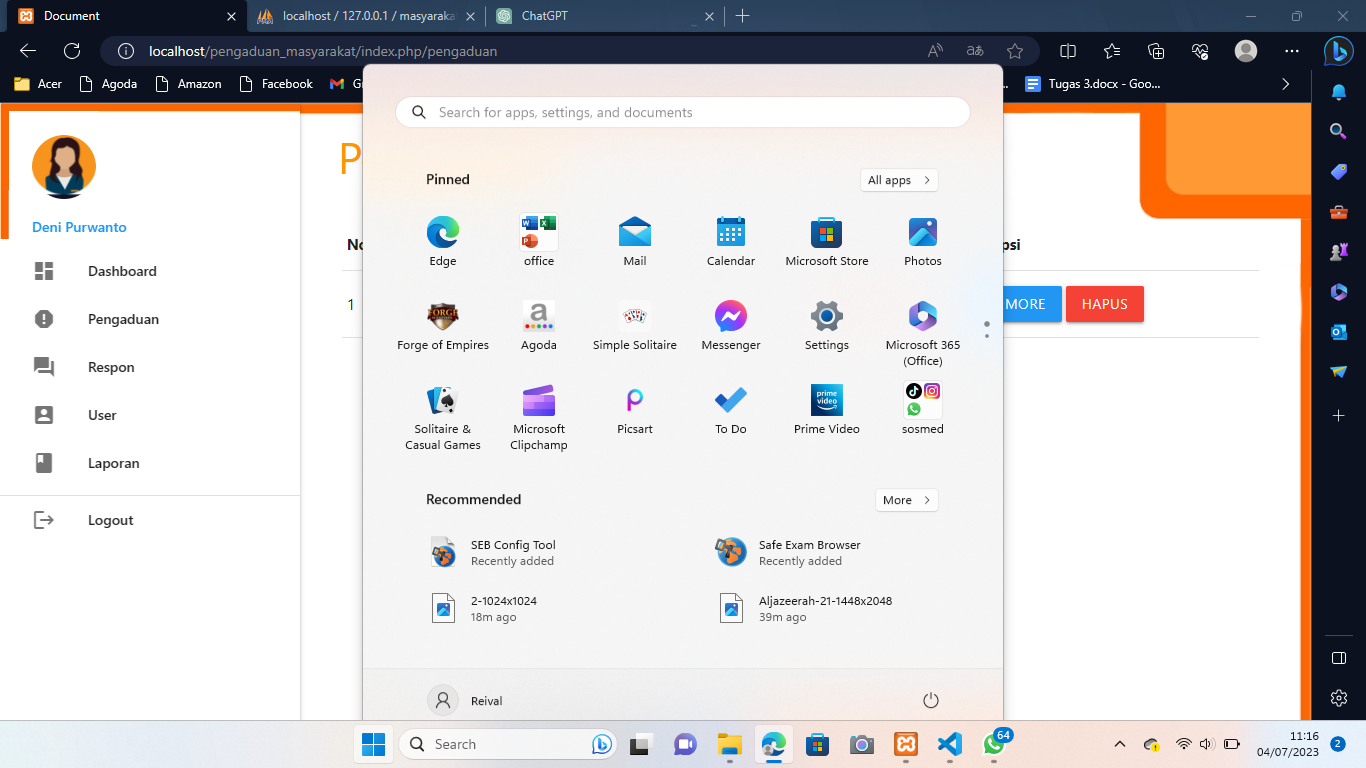 Document
localhost / 127.0.0.1 / masyaraka
ChatGPT
localhost/pengaduan_masyarakat/index.php/pengaduan
Acer
Agoda
Amazon
Facebook
G
Tugas 3.docx - Goo...
Deni Purwanto
Dashboard
Pengaduan
Respon
User
Laporan
Logout
P
No
psi
1
MORE
HAPUS
Search for apps, settings, and documents
Pinned
All apps
Edge
office
Mail
Calendar
Microsoft Store
Photos
Forge of Empires
Agoda
Simple Solitaire
Messenger
Settings
Microsoft 365
(Office)
Solitaire &
Casual Games
Microsoft
Clipchamp
Picsart
To Do
prime
video
Prime Video
sosmed
Recommended
More
SEB Config Tool
Recently added
Safe Exam Browser
Recently added
2-1024x1024
18m ago
Aljazeerah-21-1448x2048
39m ago
Reival
Search
64
11:16
04/07/2023
2